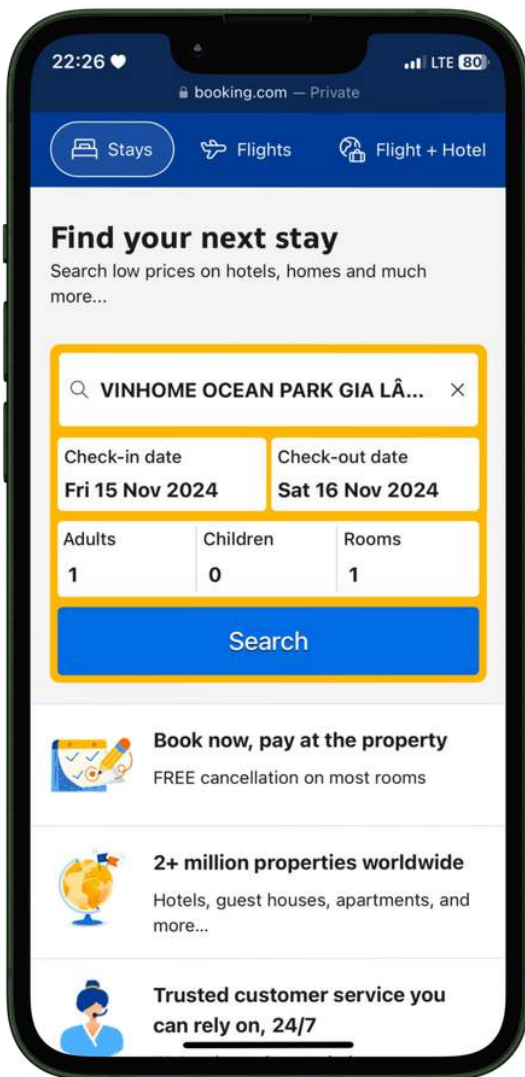 22:26
LTE 80
booking.com — Private
Stays
Flights
Flight + Hotel
Find your next stay
Search low prices on hotels, homes and much
more...
VINHOME OCEAN PARK GIA LÂ...
Check-in date
Fri 15 Nov 2024
Check-out date
Sat 16 Nov 2024
Adults
1
Children
0
Rooms
1
Search
Book now, pay at the property
FREE cancellation on most rooms
2+ million properties worldwide
Hotels, guest houses, apartments, and
more...
Trusted customer service you
can rely on, 24/7